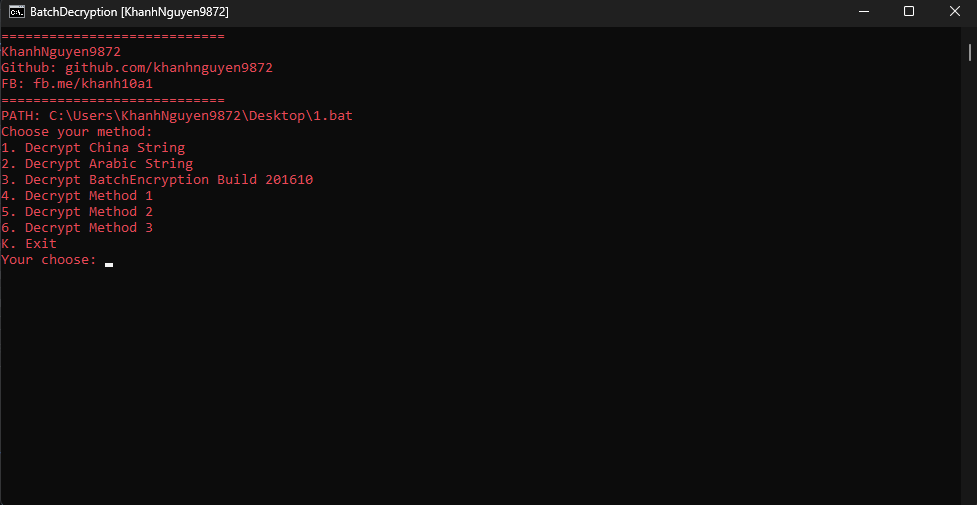 BatchDecryption [KhanhNguyen9872]
============================
KhanhNguyen9872
Github: github.com/khanhnguyen9872
FB: fb.me/khanh10a1
============================
PATH: C:\Users\KhanhNguyen9872\Desktop\1.bat
Choose your method:
1. Decrypt China String
2. Decrypt Arabic String
3. Decrypt BatchEncryption Build 201610
4. Decrypt Method 1
5. Decrypt Method 2
6. Decrypt Method 3
K. Exit
Your choose: